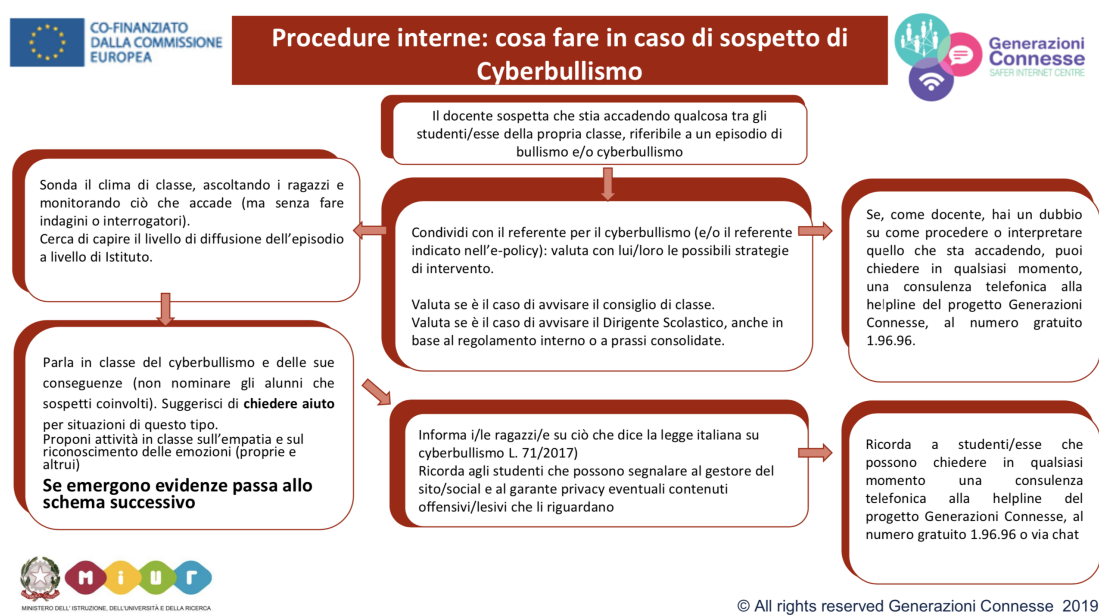 CO-FINANZIATO
DALLA COMMISSIONE
EUROPEA
Procedure interne: cosa fare in caso di sospetto di
Cyberbullismo
Generazioni
Connesse
SAFER INTERNET CENTRE
Il docente sospetta che stia accadendo qualcosa tra gli
studenti/esse della propria classe, riferibile a un episodio di
bullismo e/o cyberbullismo
Sonda il clima di classe, ascoltando i ragazzi e
monitorando ciò che accade (ma senza fare
indagini o interrogatori).
Cerca di capire il livello di diffusione dell'episodio
a livello di Istituto.
Condividi con il referente per il cyberbullismo (e/o il referente
indicato nell'e-policy): valuta con lui/loro le possibili strategie
di intervento.
Valuta se è il caso di avvisare il consiglio di classe.
Valuta se è il caso di avvisare il Dirigente Scolastico, anche in
base al regolamento interno o a prassi consolidate.
Se, come docente, hai un dubbio
su come procedere o interpretare
quello che sta accadendo, puoi
chiedere in qualsiasi momento,
una consulenza telefonica alla
helpline del progetto Generazioni
Connesse, al numero gratuito
1.96.96.
Parla in classe del cyberbullismo e delle sue
conseguenze (non nominare gli alunni che
sospetti coinvolti). Suggerisci di chiedere aiuto
per situazioni di questo tipo.
Proponi attività in classe sull'empatia e sul
riconoscimento delle emozioni (proprie e
altrui)
Se emergono evidenze passa allo
schema successivo
Informa i/le ragazzi/e su ciò che dice la legge italiana su
cyberbullismo L. 71/2017)
Ricorda agli studenti che possono segnalare al gestore del
sito/social e al garante privacy eventuali contenuti
offensivi/lesivi che li riguardano
Ricorda a studenti/esse che
possono chiedere in qualsiasi
momento una consulenza
telefonica alla helpline del
progetto Generazioni Connesse, al
numero gratuito 1.96.96 o via chat
MIUR
MINISTERO DELL' ISTRUZIONE, DELL'UNIVERSITÀ E DELLA RICERCA
© All rights reserved Generazioni Connesse 2019